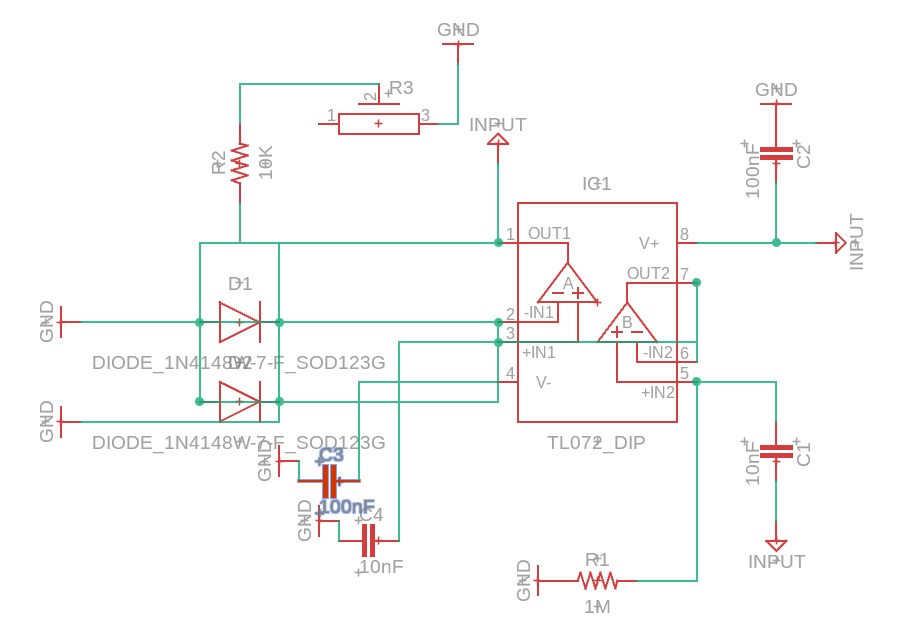 GND
R3
2
1
3
INPUT
GND
R2
10K
IC1
100nF
C2
1
OUT1
V+
8
INPUT
OUT2
7
D1
A
GND
2
-IN1
B
3
+IN1
-IN2
6
DIODE_1N4148W-7-F_SOD123G
D2
4
V-
5
+IN2
GND
DIODE_1N4148W-7-F_SOD123G
TL072_DIP
GND
C3
10nF
C1
100nF
GND
C4
10nF
INPUT
R1
GND
1M